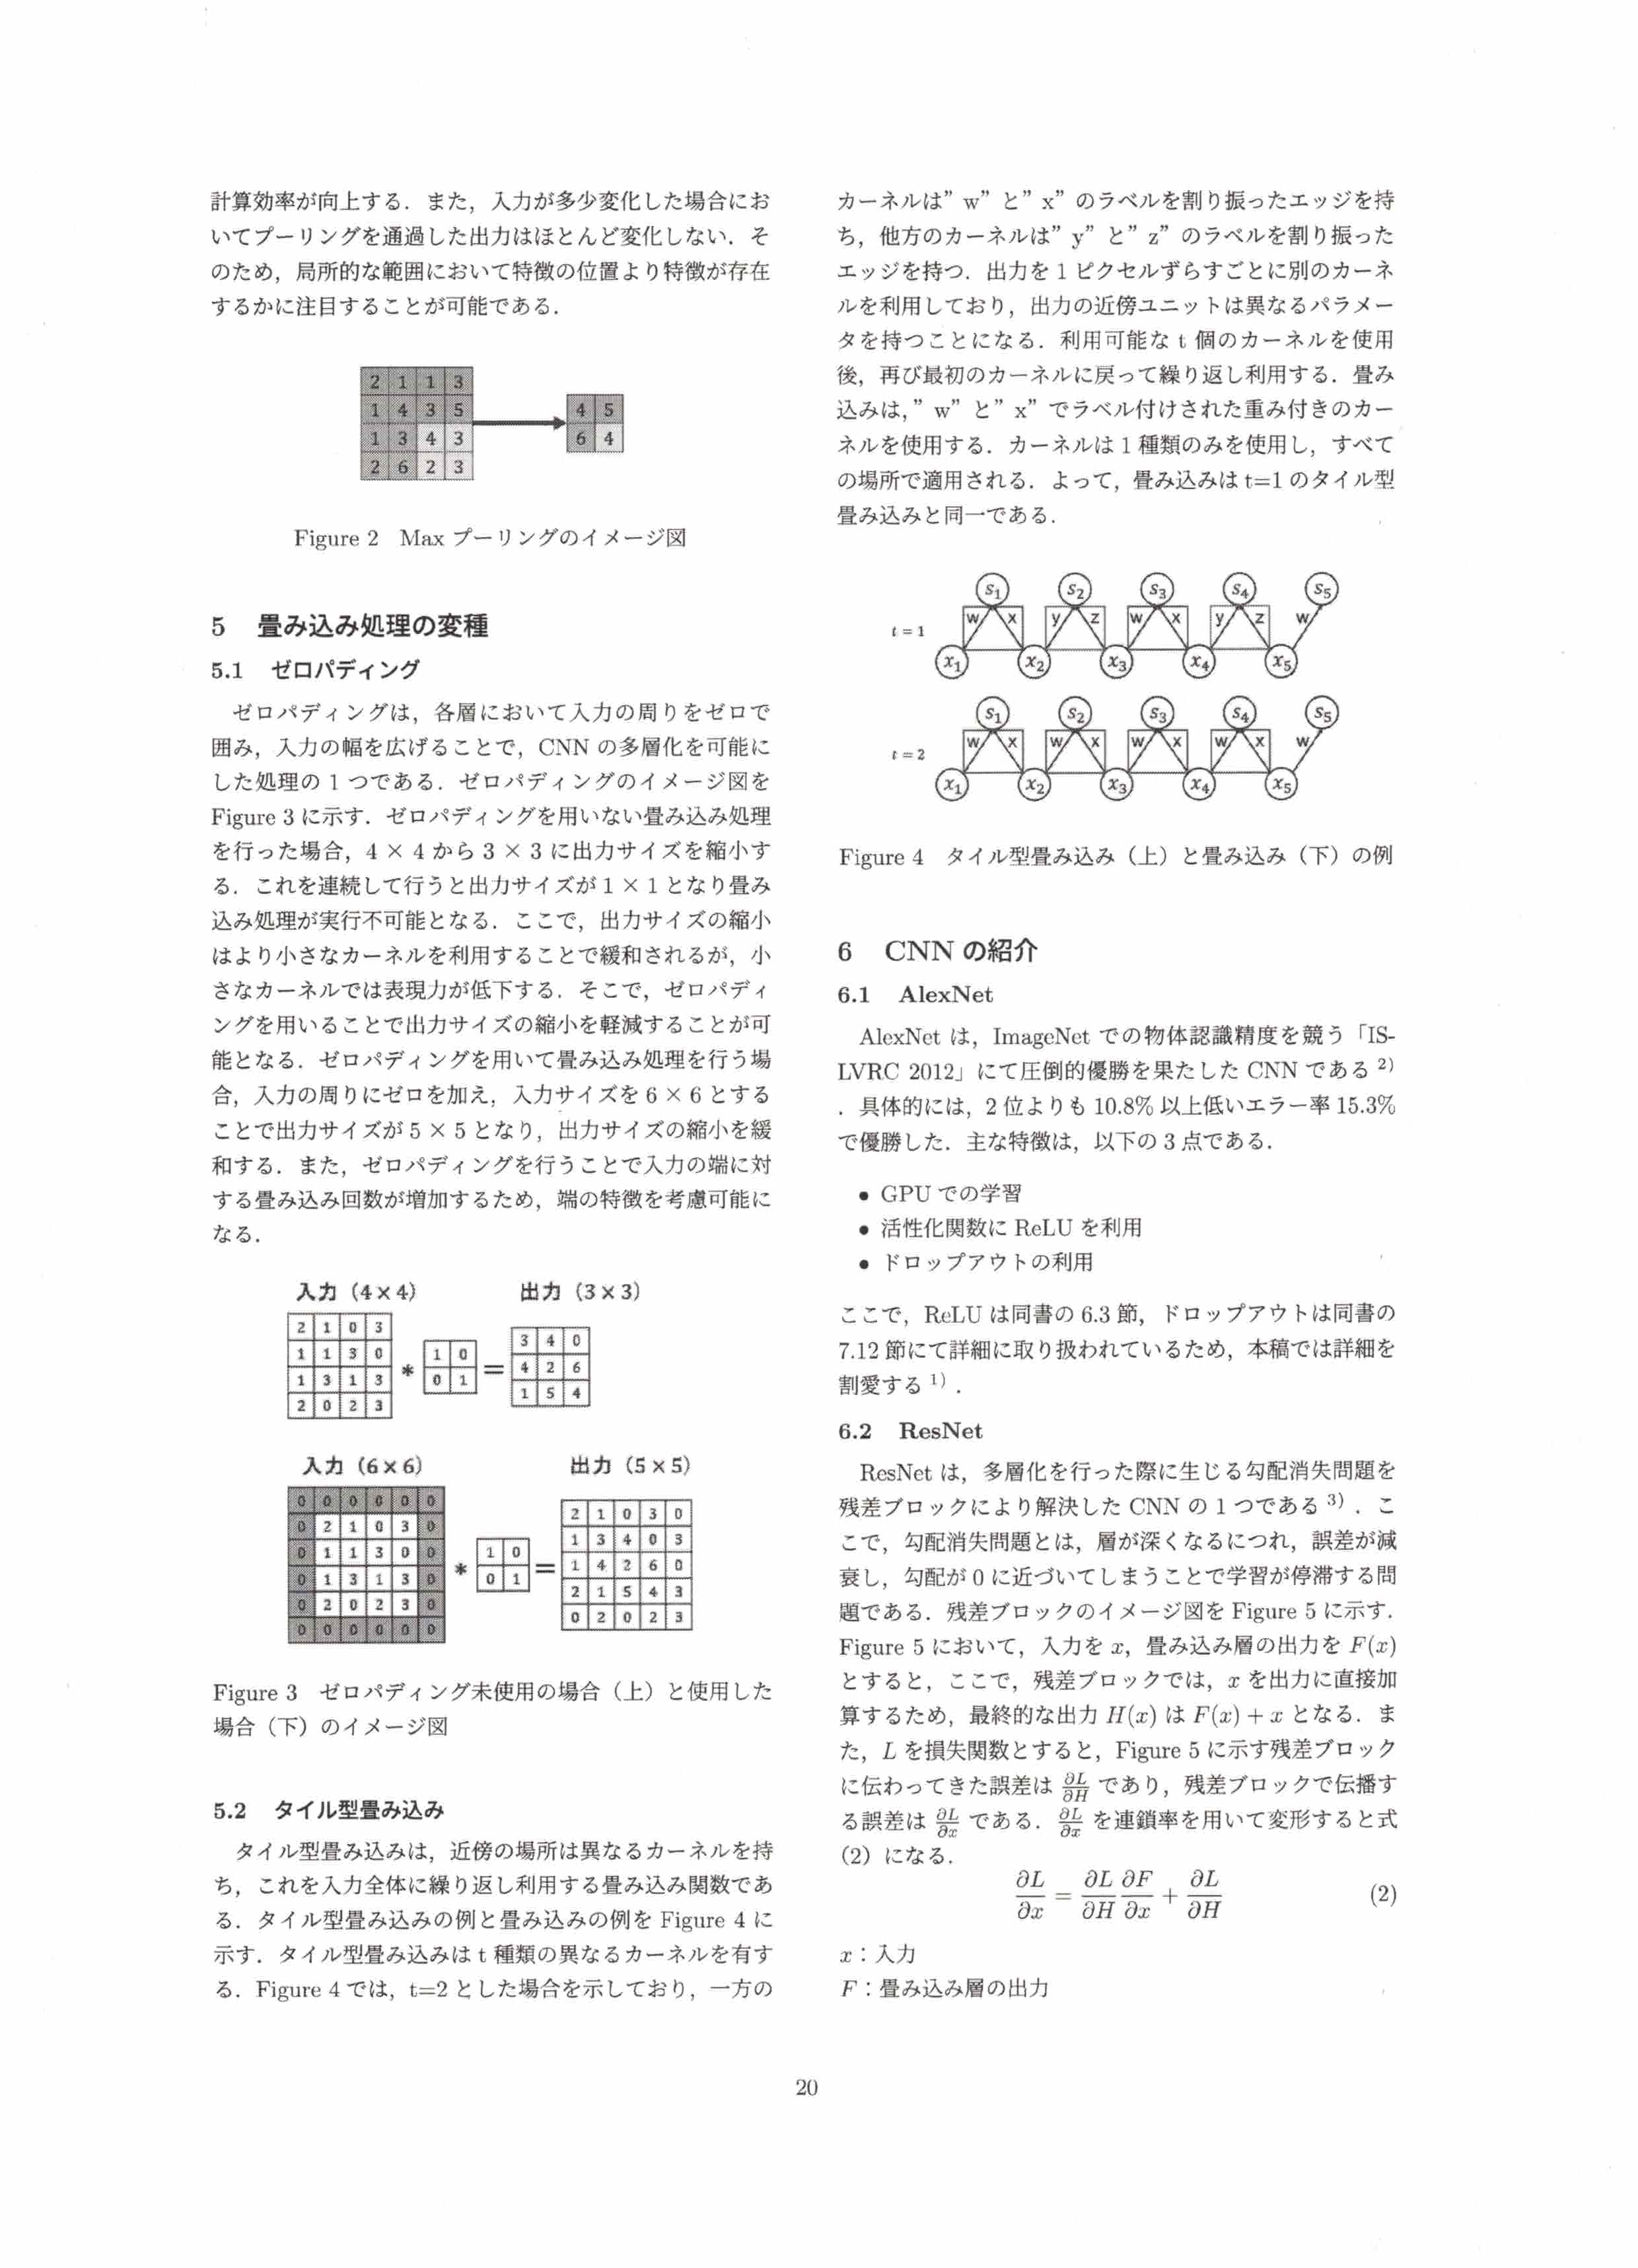 計算効率が向上する．また，入力が多少変化した場合にお
いてプーリングを通過した出力はほとんど変化しない．そ
のため，局所的な範囲において特徴の位置より特徴が存在
するかに注目することが可能である．
2 1 1 3
1 4 3 5
1 3 4 3
2 6 2 3
4 5
6 4
Figure 2 Max プーリングのイメージ図
5 畳み込み処理の変種
5.1 ゼロパディング
ゼロパディングは，各層において入力の周りをゼロで
囲み，入力の幅を広げることで，CNN の多層化を可能に
した処理の 1 つである．ゼロパディングのイメージ図を
Figure 3 に示す．ゼロパディングを用いない畳み込み処理
を行った場合，4 × 4 から 3 × 3 に出力サイズを縮小す
る．これを連続して行うと出力サイズが 1 × 1 となり畳み
込み処理が実行不可能となる．ここで，出力サイズの縮小
はより小さなカーネルを利用することで緩和されるが，小
さなカーネルでは表現力が低下する．そこで，ゼロパディ
ングを用いることで出力サイズの縮小を軽減することが可
能となる．ゼロパディングを用いて畳み込み処理を行う場
合，入力の周りにゼロを加え，入力サイズを 6 × 6 とする
ことで出力サイズが 5 × 5 となり，出力サイズの縮小を緩
和する．また，ゼロパディングを行うことで入力の端に対
する畳み込み回数が増加するため，端の特徴を考慮可能に
なる．
入力（4×4） 出力（3×3）
2 1 0 3
1 1 3 0
1 3 1 3
2 0 2 3
*
1 0
0 1
=
3 4 0
4 2 6
1 5 4
入力（6×6） 出力（5×5）
0 0 0 0 0 0
0 2 1 0 3 0
0 1 1 3 0 0
0 1 3 1 3 0
0 2 0 2 3 0
0 0 0 0 0 0
*
1 0
0 1
=
2 1 0 3 0
1 3 4 0 3
1 4 2 6 0
2 1 5 4 3
0 2 0 2 3
Figure 3 ゼロパディング未使用の場合（上）と使用した
場合（下）のイメージ図
5.2 タイル型畳み込み
タイル型畳み込みは，近傍の場所は異なるカーネルを持
ち，これを入力全体に繰り返し利用する畳み込み関数であ
る．タイル型畳み込みの例と畳み込みの例を Figure 4 に
示す．タイル型畳み込みは t 種類の異なるカーネルを有す
る．Figure 4 では，t=2 とした場合を示しており，一方の
カーネルは” w” と” x” のラベルを割り振ったエッジを持
ち，他方のカーネルは” y” と” z” のラベルを割り振った
エッジを持つ．出力を 1 ピクセルずらすごとに別のカーネ
ルを利用しており，出力の近傍ユニットは異なるパラメー
タを持つことになる．利用可能な t 個のカーネルを使用
後，再び最初のカーネルに戻って繰り返し利用する．畳み
込みは，” w” と” x” でラベル付けされた重み付きのカー
ネルを使用する．カーネルは 1 種類のみを使用し，すべて
の場所で適用される．よって，畳み込みは t=1 のタイル型
畳み込みと同一である．
S1 S2 S3 S4 S5
t = 1 w x y z w x y z w
x1 x2 x3 x4 x5
S1 S2 S3 S4 S5
t = 2 w x w x w x w x w
x1 x2 x3 x4 x5
Figure 4 タイル型畳み込み（上）と畳み込み（下）の例
6 CNN の紹介
6.1 AlexNet
AlexNet は，ImageNet での物体認識精度を競う「IS-
LVRC 2012」にて圧倒的優勝を果たした CNN である 2)
．具体的には，2 位よりも 10.8% 以上低いエラー率 15.3%
で優勝した．主な特徴は，以下の 3 点である．
• GPU での学習
• 活性化関数に ReLU を利用
• ドロップアウトの利用
ここで，ReLU は同書の 6.3 節，ドロップアウトは同書の
7.12 節にて詳細に取り扱われているため，本稿では詳細を
割愛する 1)．
6.2 ResNet
ResNet は，多層化を行った際に生じる勾配消失問題を
残差ブロックにより解決した CNN の 1 つである 3)．こ
こで，勾配消失問題とは，層が深くなるにつれ，誤差が減
衰し，勾配が 0 に近づいてしまうことで学習が停滞する問
題である．残差ブロックのイメージ図を Figure 5 に示す．
Figure 5 において，入力を x，畳み込み層の出力を F(x)
とすると，ここで，残差ブロックでは，x を出力に直接加
算するため，最終的な出力 H(x) は F(x) + x となる．ま
た，L を損失関数とすると，Figure 5 に示す残差ブロック
に伝わってきた誤差は ∂L/∂H であり，残差ブロックで伝播す
る誤差は ∂L/∂x である．∂L/∂x を連鎖率を用いて変形すると式
（2）になる．
∂L/∂x = ∂L/∂H ∂F/∂x + ∂L/∂H (2)
x：入力
F：畳み込み層の出力
20